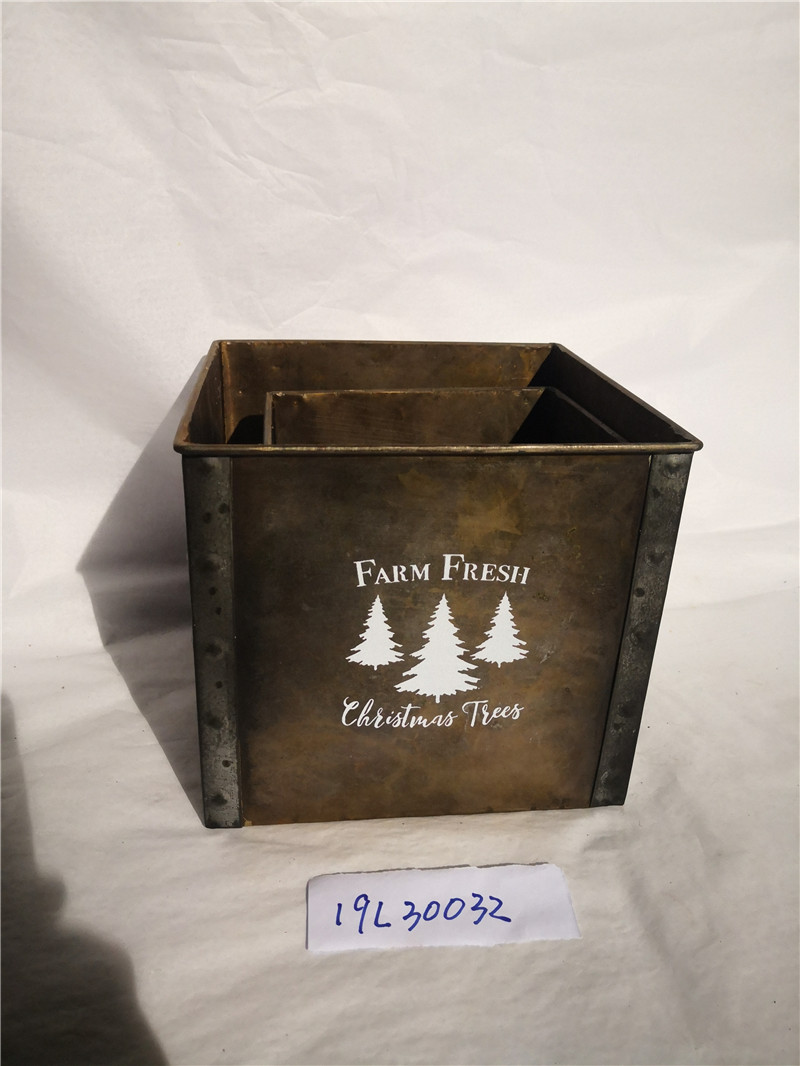 FARM FRESH
Christmas Trees
19L30032